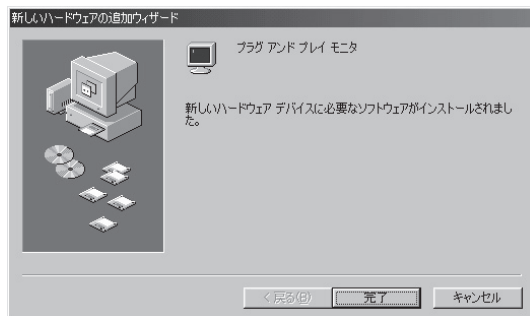 新しいハードウェアの追加ウィザード
プラグ アンド プレイ モニタ
新しいハードウェア デバイスに必要なソフトウェアがインストールされまし
た。
< 戻る(B)
完了
キャンセル